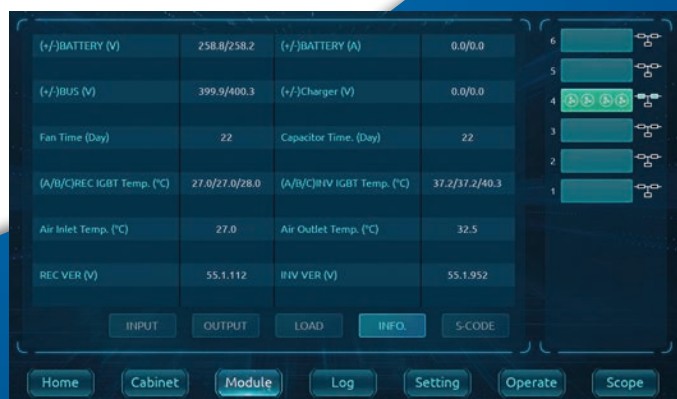 (+/-)BATTERY (V) 258.8/258.2 (+/-)BATTERY (A) 0.0/0.0
(+/-)BUS (V) 399.9/400.3 (+/-)Charger (V) 0.0/0.0
Fan Time (Day) 22 Capacitor Time. (Day) 22
(A/B/C)REC IGBT Temp. (°C) 27.0/27.0/28.0 (A/B/C)INV IGBT Temp. (°C) 37.2/37.2/40.3
Air Inlet Temp. (°C) 27.0 Air Outlet Temp. (°C) 32.5
REC VER (V) 55.1.112 INV VER (V) 55.1.952
INPUT OUTPUT LOAD INFO. S-CODE
6
5
4
3
2
1
Home Cabinet Module Log Setting Operate Scope